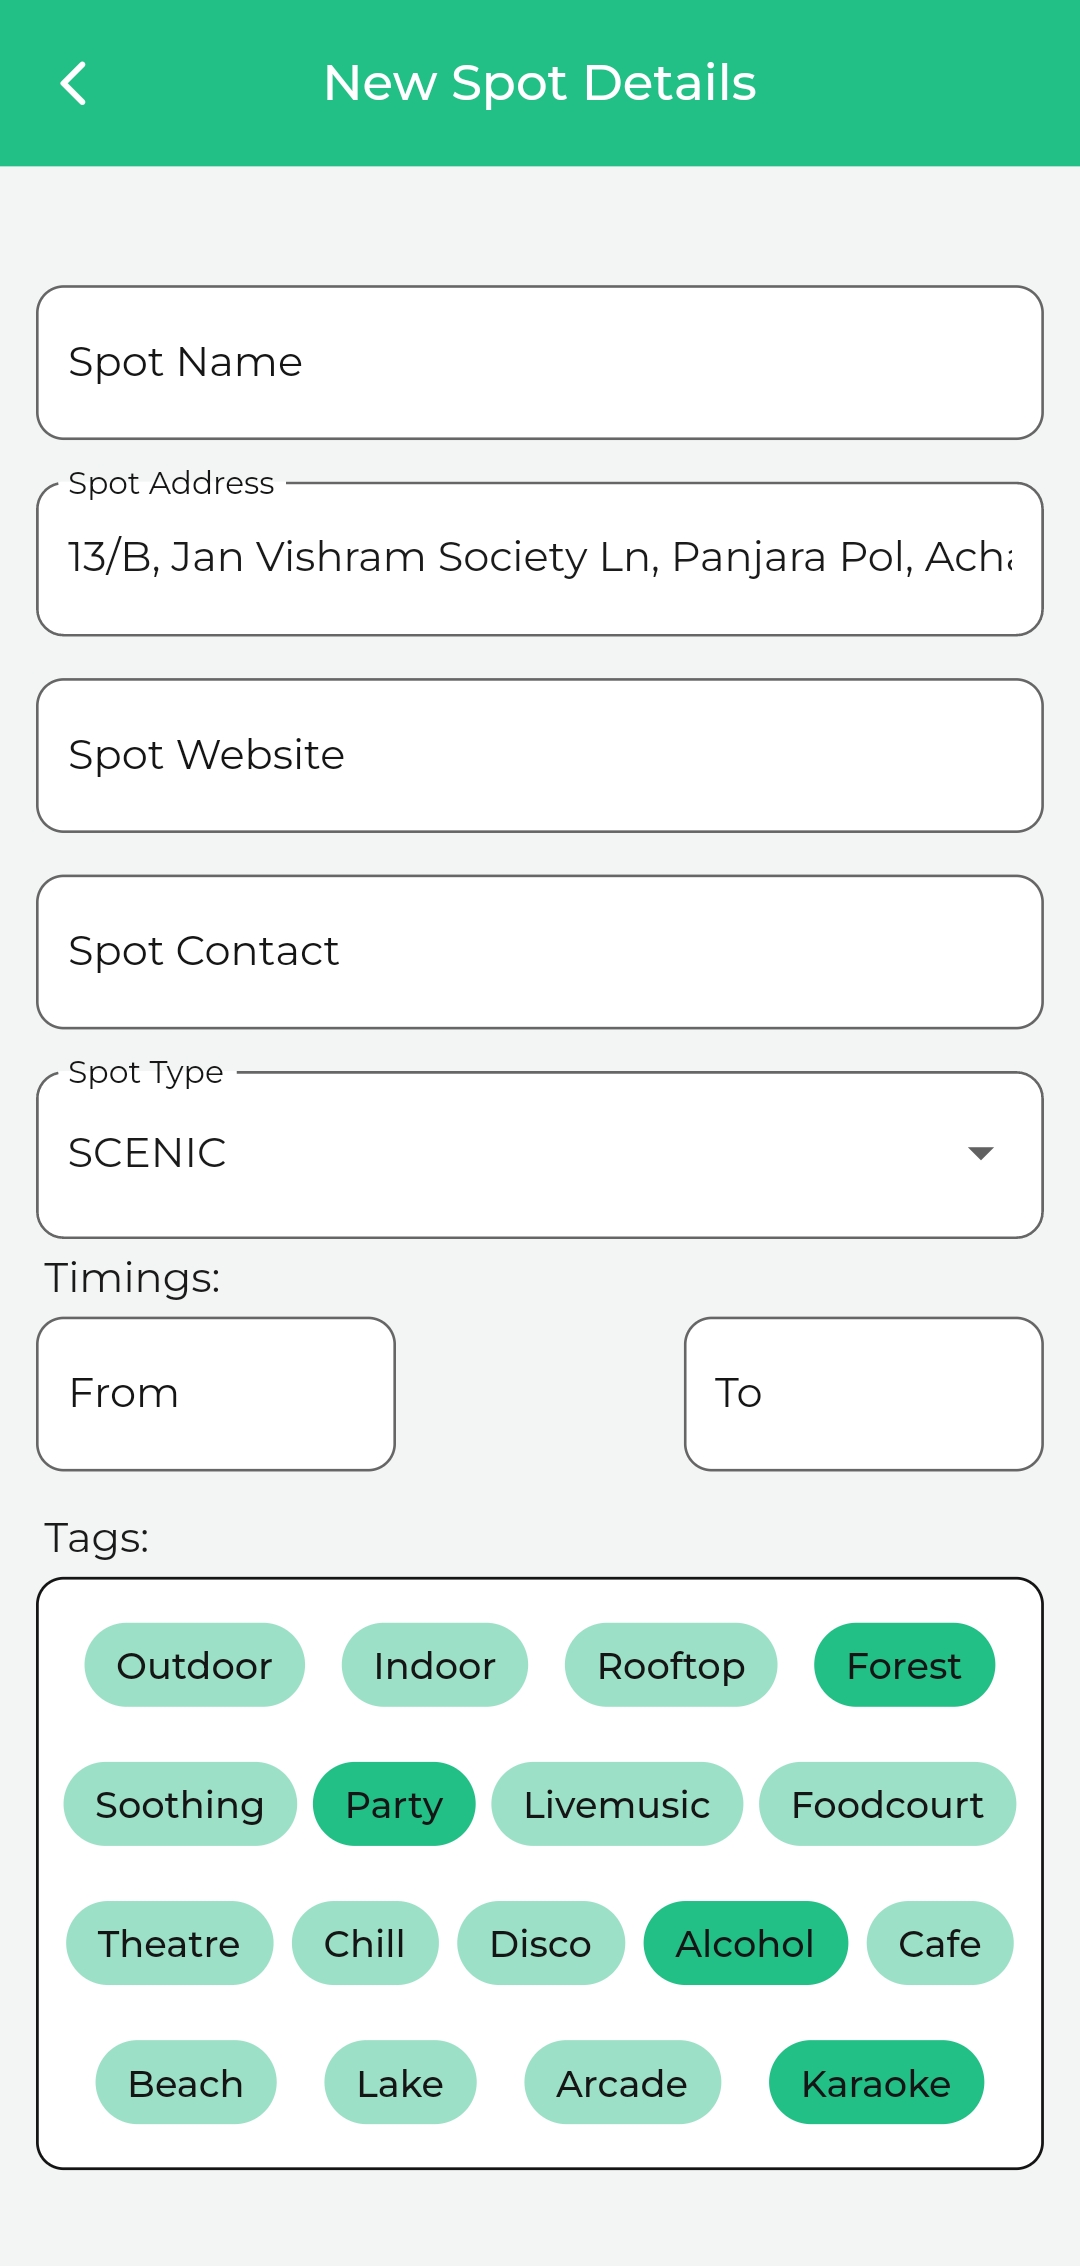 New Spot Details
Spot Name
Spot Address
13/B, Jan Vishram Society Ln, Panjara Pol,
Spot Website
Spot Contact
Spot Type
SCENIC
Timings:
From To
Tags:
Outdoor Indoor Rooftop Forest
Soothing Party Livemusic Foodcourt
Theatre Chill Disco Alcohol Cafe
Beach Lake Arcade Karaoke